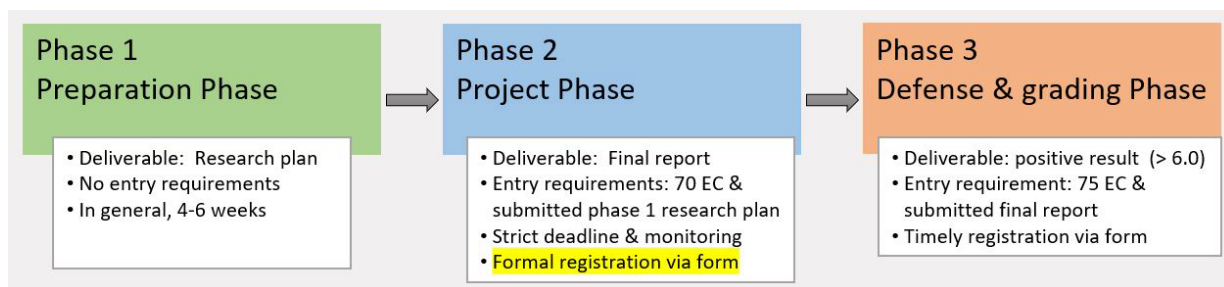 Phase 1
Preparation Phase
• Deliverable: Research plan
• No entry requirements
• In general, 4-6 weeks
Phase 2
Project Phase
• Deliverable: Final report
• Entry requirements: 70 EC &
submitted phase 1 research plan
• Strict deadline & monitoring
• Formal registration via form
Phase 3
Defense & grading Phase
• Deliverable: positive result (> 6.0)
• Entry requirement: 75 EC &
submitted final report
• Timely registration via form